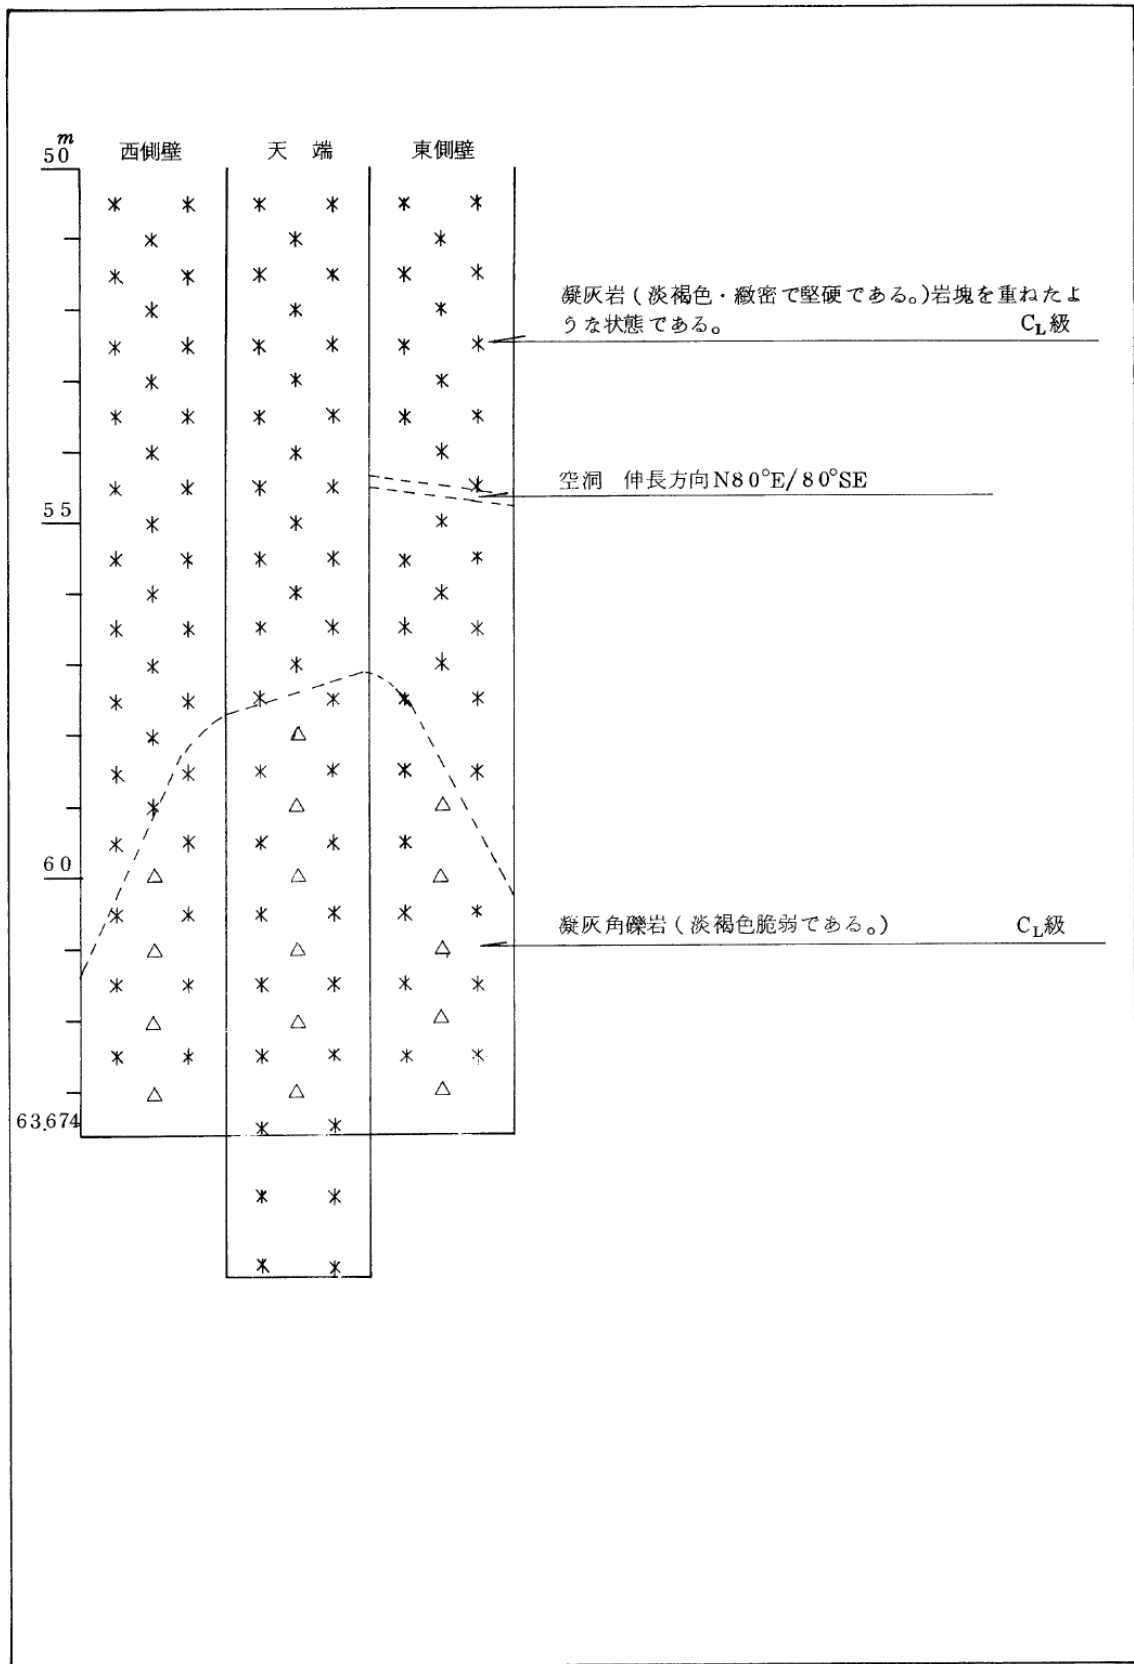 m
50
西側壁 天 端 東側壁
凝灰岩(淡褐色・緻密で堅硬である。)岩塊を重ねたよ
うな状態である。 CL級
空洞 伸長方向N80°E/80°SE
55
60
凝灰角礫岩(淡褐色脆弱である。) CL級
63.674